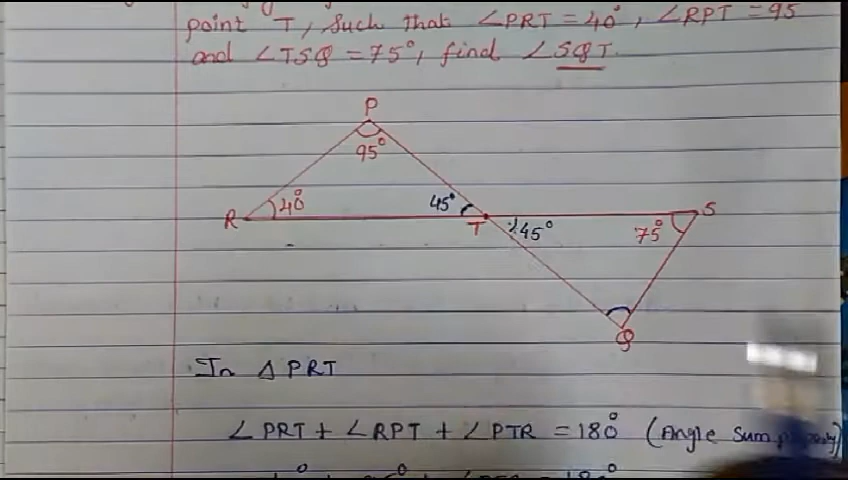 point T, Such that ∠PRT = 40°, ∠RPT = 95
and ∠TSQ = 75°, find ∠SQT.
P
95°
R
40°
45°
T
45°
75°
S
Q
In Δ PRT
∠PRT + ∠RPT + ∠PTR = 180° (Angle Sum